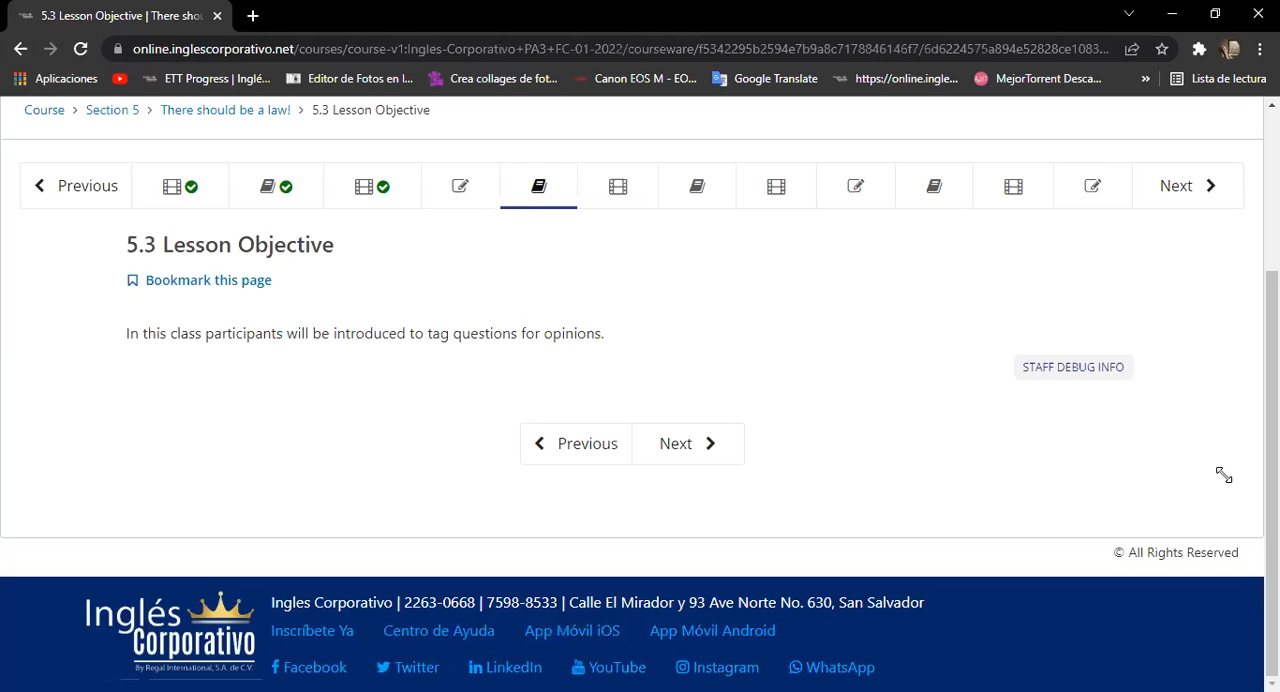 5.3 Lesson Objective | There shou
online.inglescorporativo.net/courses/course-v1:Ingles-Corporativo+PA3+FC-01-2022/courseware/f5342295b2594e7b9a8c7178846146f7/6d6224575a894e52828ce1083...
Aplicaciones ETT Progress | Inglé... Editor de Fotos en l... Crea collages de fot... Canon EOS M - EO... Google Translate https://online.ingle... MejorTorrent Desca... » Lista de lectura
Course > Section 5 > There should be a law! > 5.3 Lesson Objective
Previous Next
5.3 Lesson Objective
Bookmark this page
In this class participants will be introduced to tag questions for opinions.
STAFF DEBUG INFO
Previous Next
© All Rights Reserved
Inglés Corporativo
By Regal International, S.A. de C.V.
Ingles Corporativo | 2263-0668 | 7598-8533 | Calle El Mirador y 93 Ave Norte No. 630, San Salvador
Inscríbete Ya Centro de Ayuda App Móvil iOS App Móvil Android
Facebook Twitter LinkedIn YouTube Instagram WhatsApp